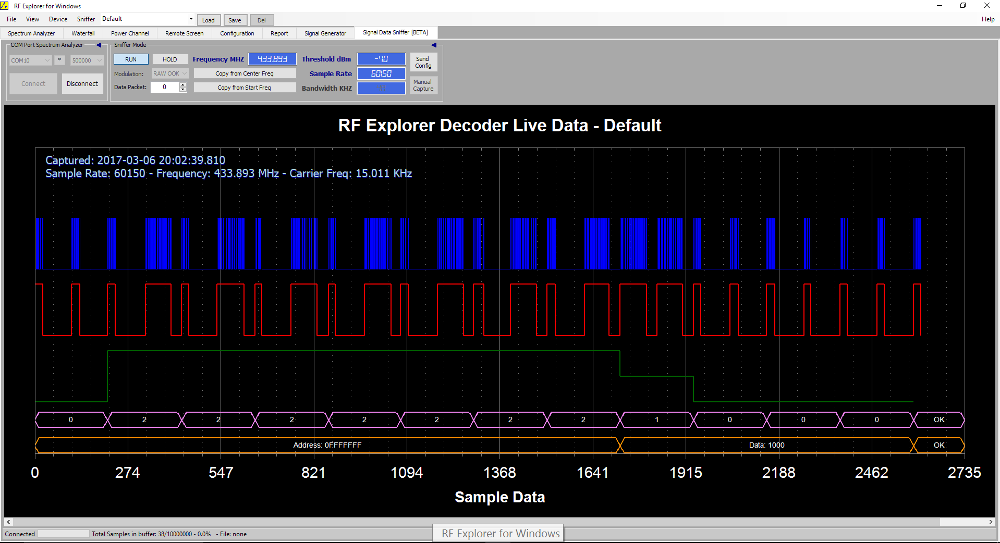 RF Explorer for Windows
File View Device Sniffer Default Load Save Del Help
Spectrum Analyzer Waterfall Power Channel Remote Screen Configuration Report Signal Generator Signal Data Sniffer [BETA]
COM Port Spectrum Analyzer Sniffer Mode
COM10 * 500000 RUN HOLD Frequency MHZ 433.893 Threshold dBm -70 Send Config
Modulation: RAW OOK Copy from Center Freq Sample Rate 60150
Connect Disconnect Data Packet: 0 Copy from Start Freq Bandwidth KHZ Manual Capture
RF Explorer Decoder Live Data - Default
Captured: 2017-03-06 20:02:39.810
Sample Rate: 60150 - Frequency: 433.893 MHz - Carrier Freq: 15.011 KHz
0 2 2 2 2 2 2 2 1 0 0 0 OK
Address: 0FFFFFFF Data: 1000 OK
0 274 547 821 1094 1368 1641 1915 2188 2462 2735
Sample Data
Connected Total Samples in buffer: 38/10000000 - 0.0% - File: none
RF Explorer for Windows